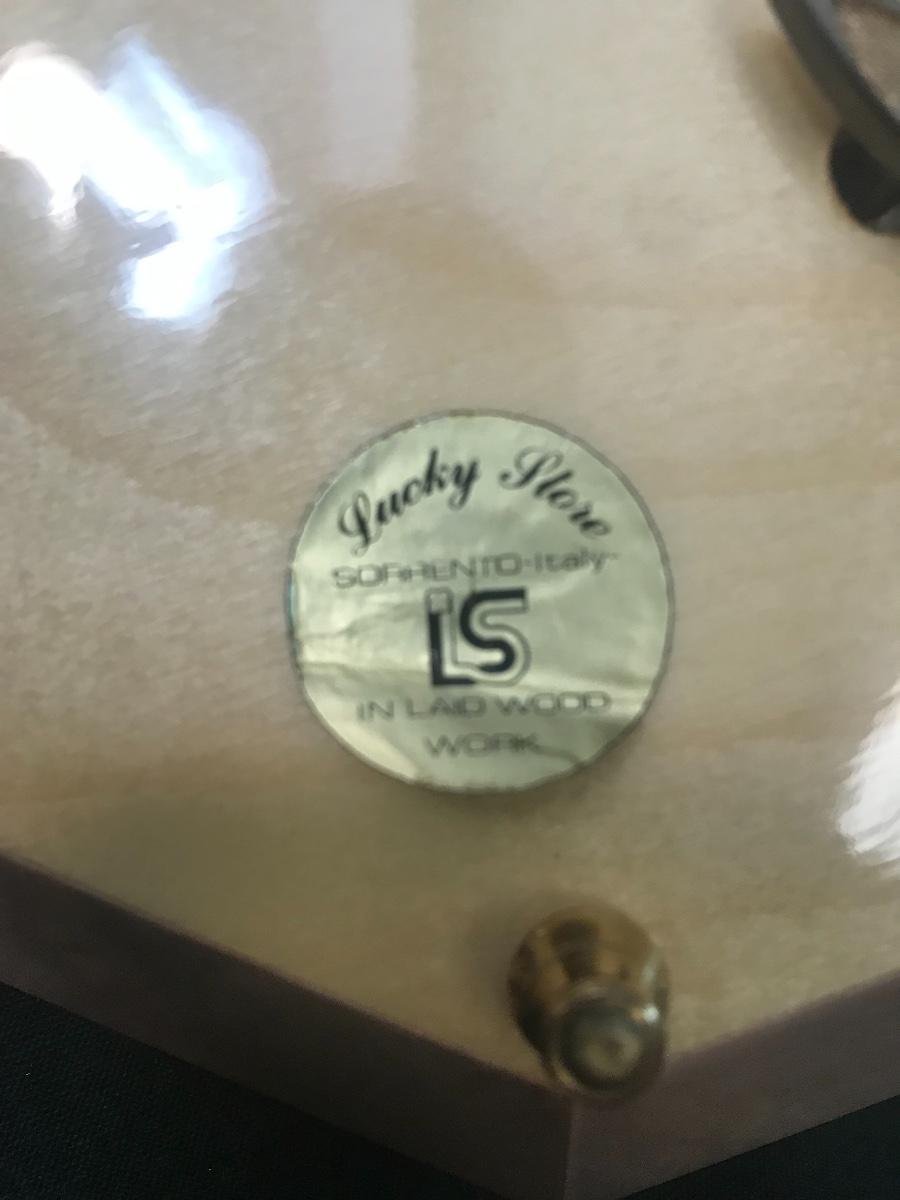 Lucky Store
SORRENTO-Italy-
LS
IN LAID WOOD
WORK